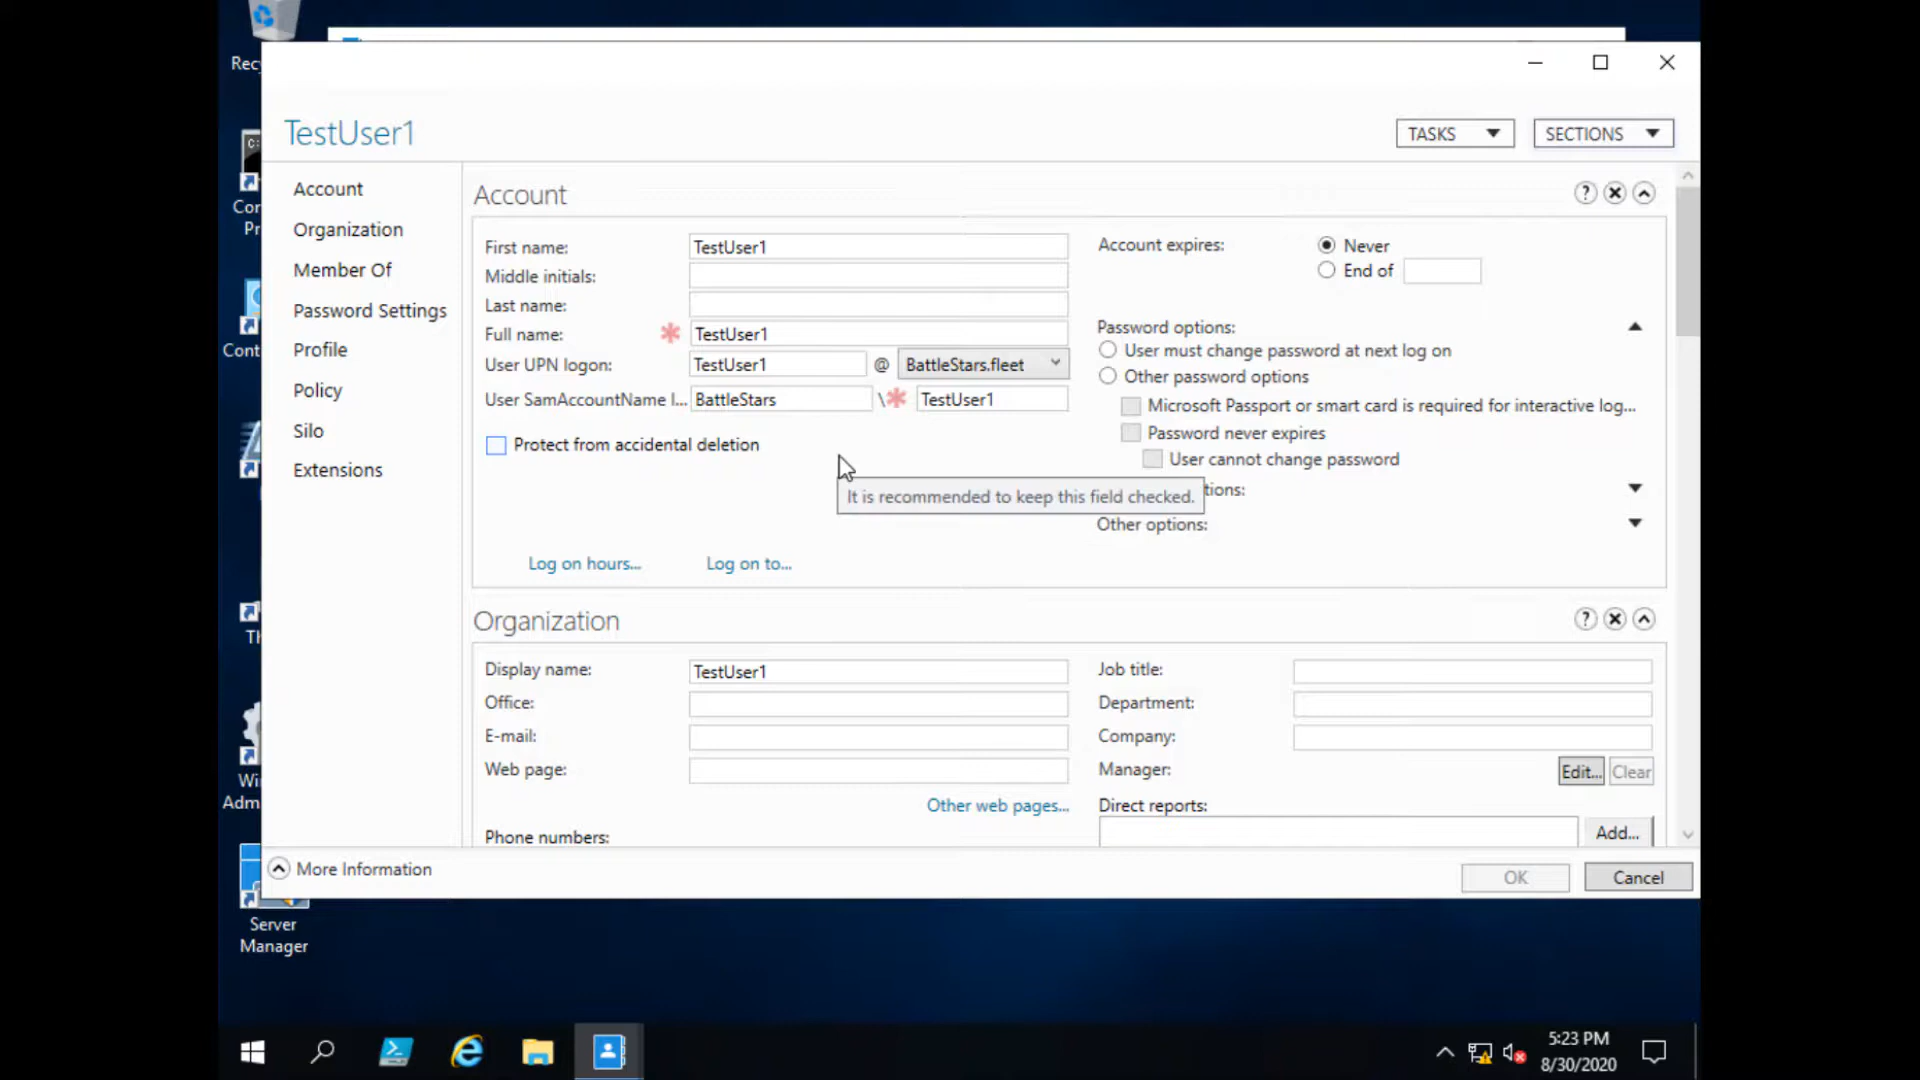 Recy
TestUser1
TASKS
SECTIONS
Account
Organization
Member Of
Password Settings
Profile
Policy
Silo
Extensions
Account
First name: TestUser1
Middle initials:
Last name:
Full name: * TestUser1
User UPN logon: TestUser1 @ BattleStars.fleet
User SamAccountName l... BattleStars \ * TestUser1
Protect from accidental deletion
It is recommended to keep this field checked.
Log on hours... Log on to...
Account expires: Never
End of
Password options:
User must change password at next log on
Other password options
Microsoft Passport or smart card is required for interactive log...
Password never expires
User cannot change password
tions:
Other options:
Organization
Display name: TestUser1
Office:
E-mail:
Web page:
Other web pages...
Phone numbers:
Job title:
Department:
Company:
Manager: Edit... Clear
Direct reports:
Add...
More Information
OK Cancel
Con
P
Cont
Th
Wi
Adm
Server
Manager
5:23 PM
8/30/2020